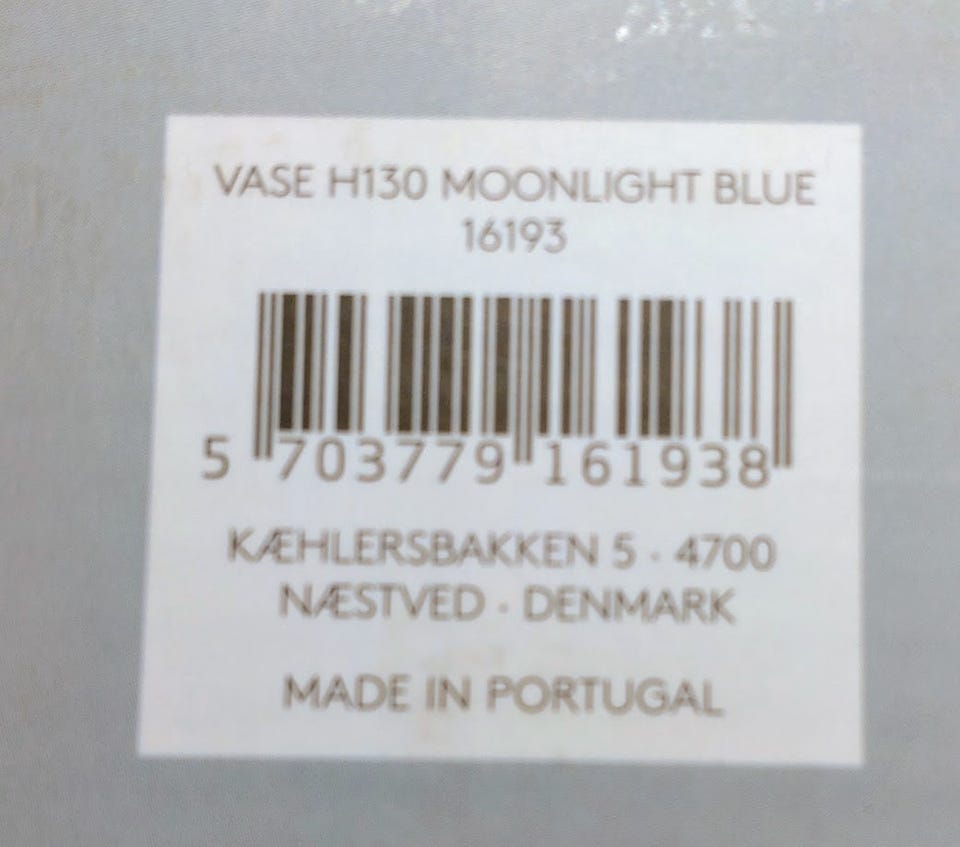 VASE H130 MOONLIGHT BLUE
16193
5 703779 161938
KÆHLERSBAKKEN 5 · 4700
NÆSTVED · DENMARK
MADE IN PORTUGAL